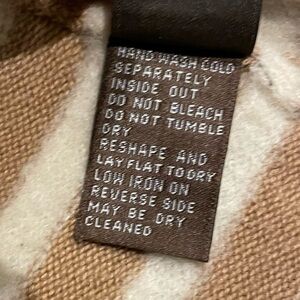 HAND WASH COLD
SEPARATELY
INSIDE OUT
DO NOT BLEACH
DO NOT TUMBLE
DRY
RESHAPE AND
LAY FLAT TO DRY
LOW IRON ON
REVERSE SIDE
MAY BE DRY
CLEANED